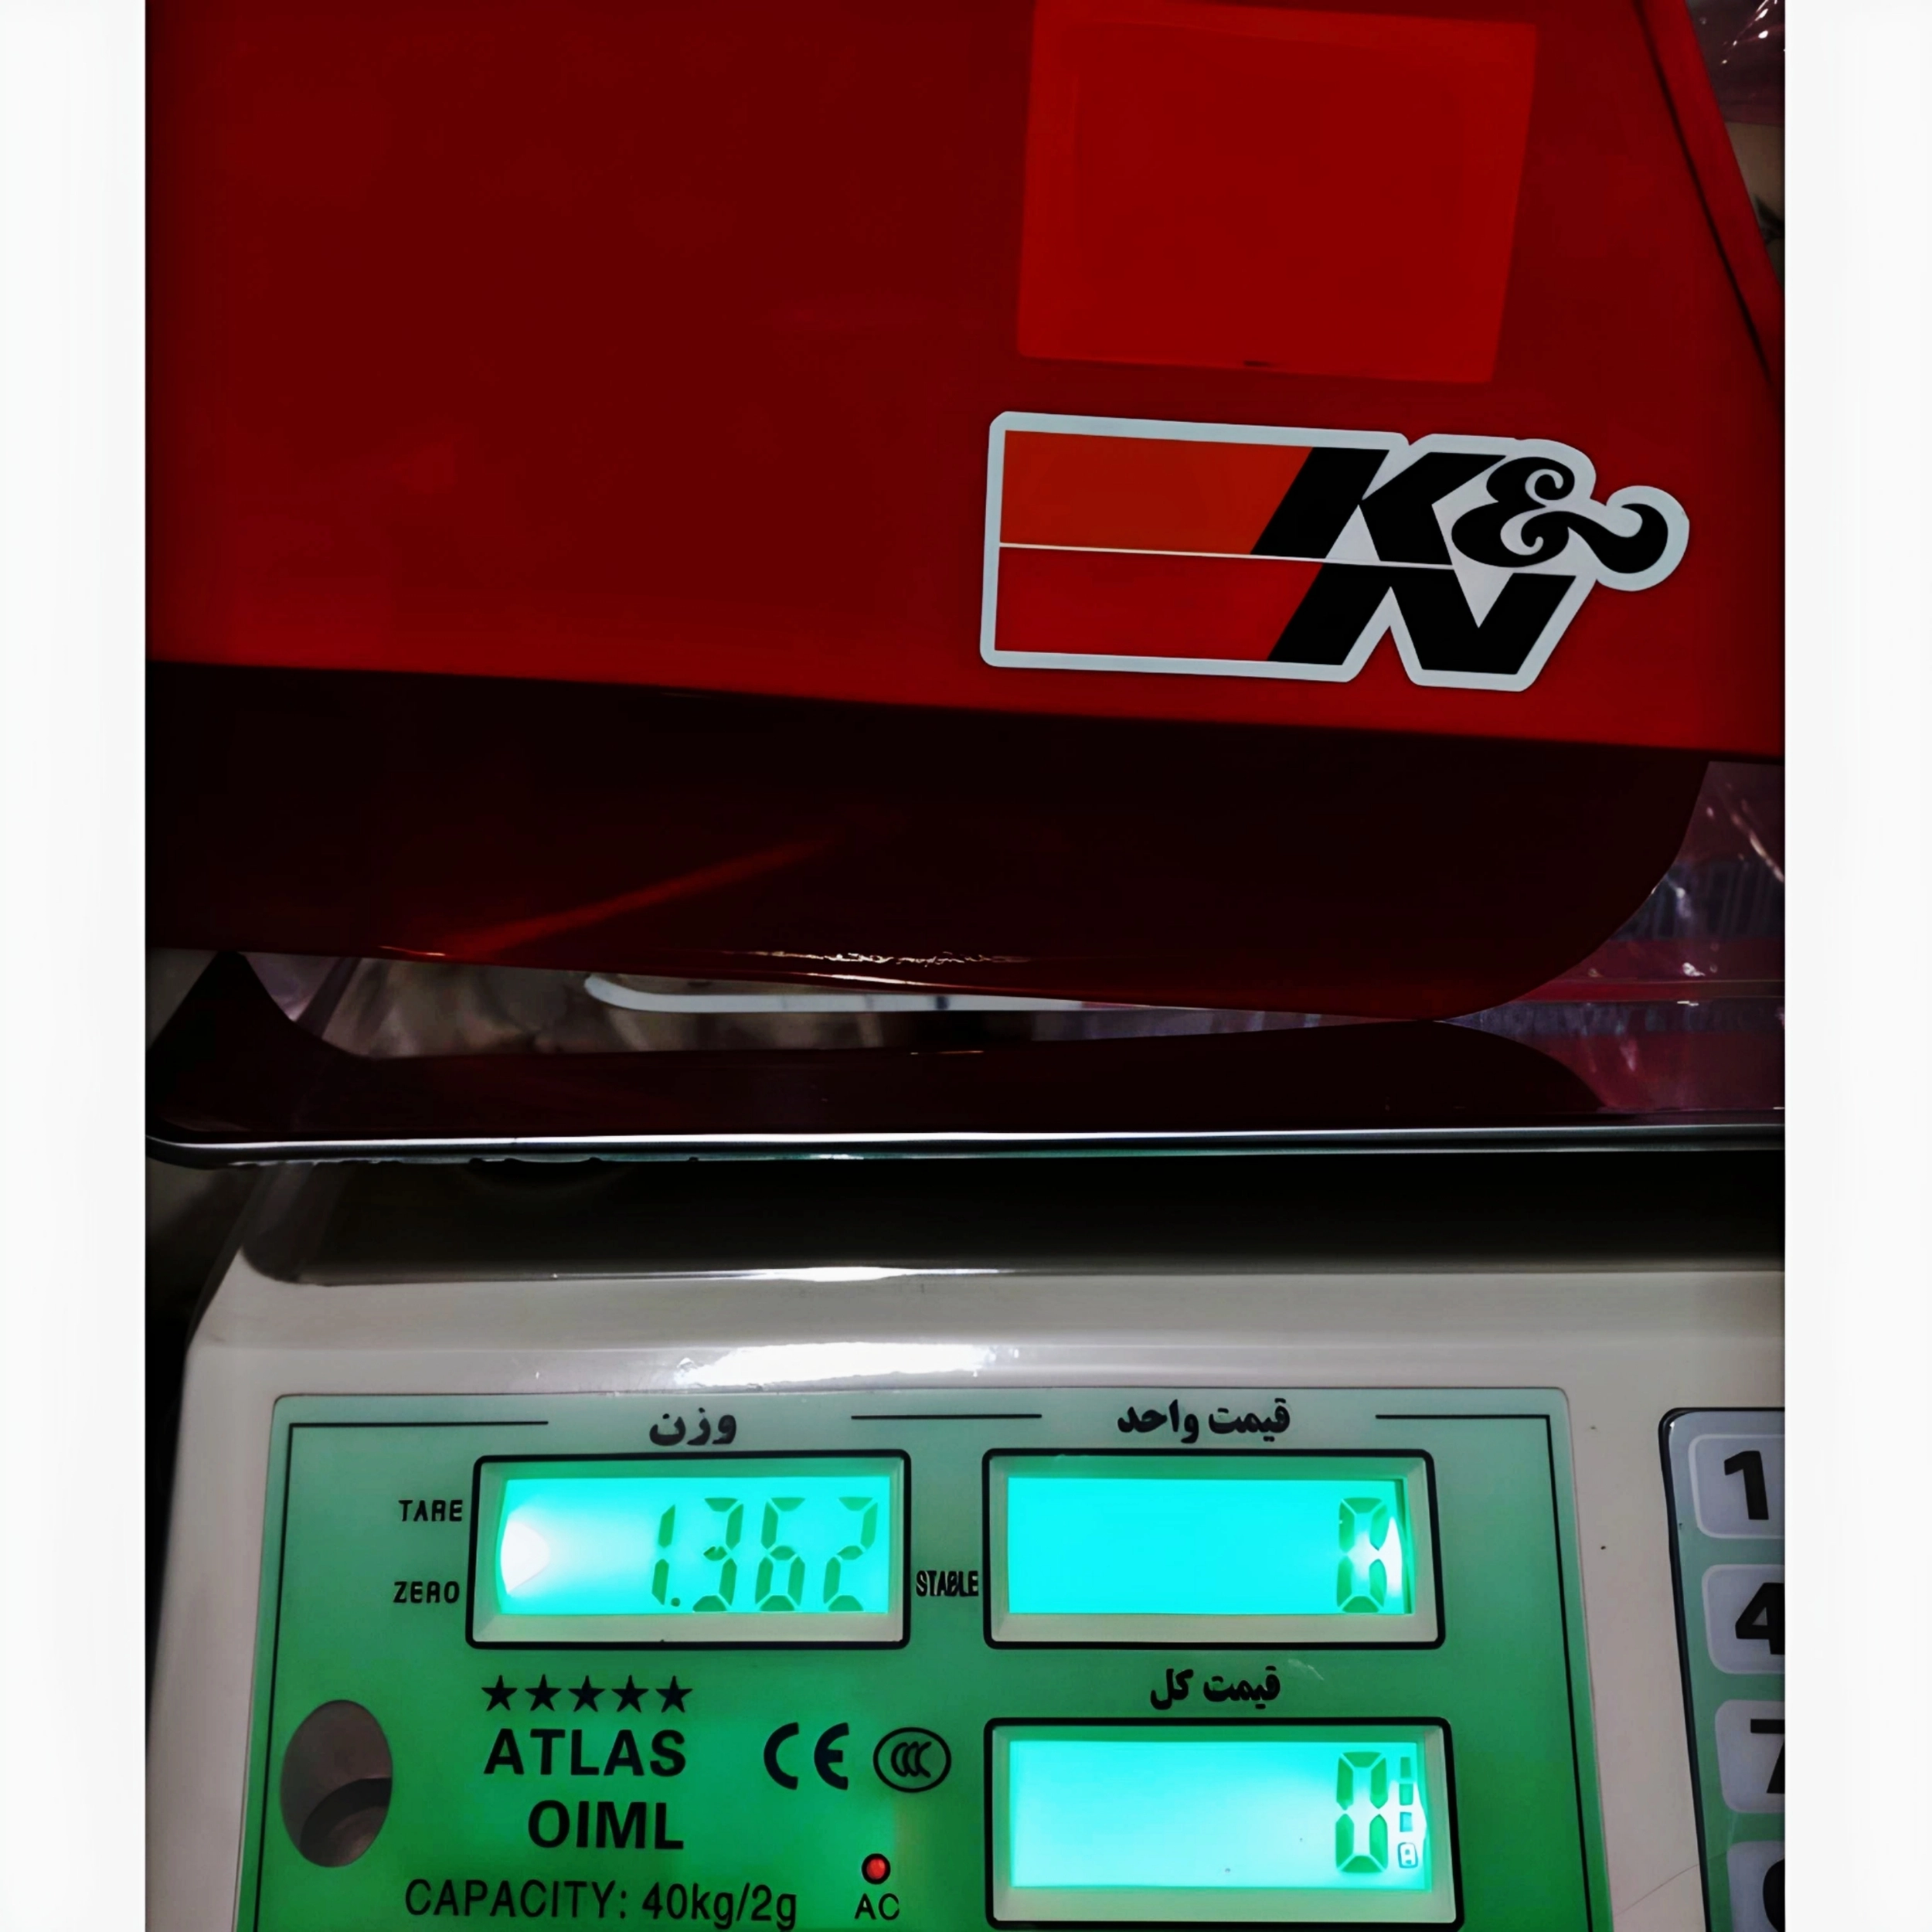 K&
N
وزن
قیمت واحد
TARE
1.362
0
1
ZERO
STABLE
4
قیمت کل
★★★★★
ATLAS
CE
CCC
0
7
OIML
CAPACITY: 40kg/2g
AC